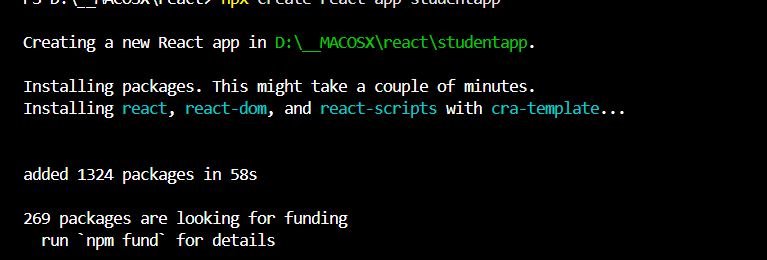 PS D:\__MACOSX\react> npx create-react-app studentapp
Creating a new React app in D:\__MACOSX\react\studentapp.
Installing packages. This might take a couple of minutes.
Installing react, react-dom, and react-scripts with cra-template...
added 1324 packages in 58s
269 packages are looking for funding
  run `npm fund` for details